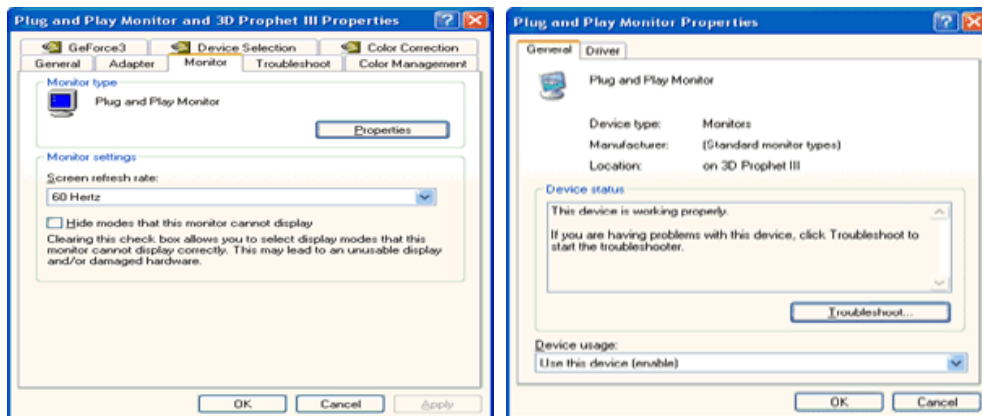 Plug and Play Monitor and 3D Prophet III Properties
GeForce3
Device Selection
Color Correction
General
Adapter
Monitor
Troubleshoot
Color Management
Monitor type
Plug and Play Monitor
Properties
Monitor settings
Screen refresh rate:
60 Hertz
Hide modes that this monitor cannot display
Clearing this check box allows you to select display modes that this
monitor cannot display correctly. This may lead to an unusable display
and/or damaged hardware.
OK
Cancel
Apply
Plug and Play Monitor Properties
General
Driver
Plug and Play Monitor
Device type: Monitors
Manufacturer: (Standard monitor types)
Location: on 3D Prophet III
Device status
This device is working properly.
If you are having problems with this device, click Troubleshoot to
start the troubleshooter.
Troubleshoot...
Device usage:
Use this device (enable)
OK
Cancel